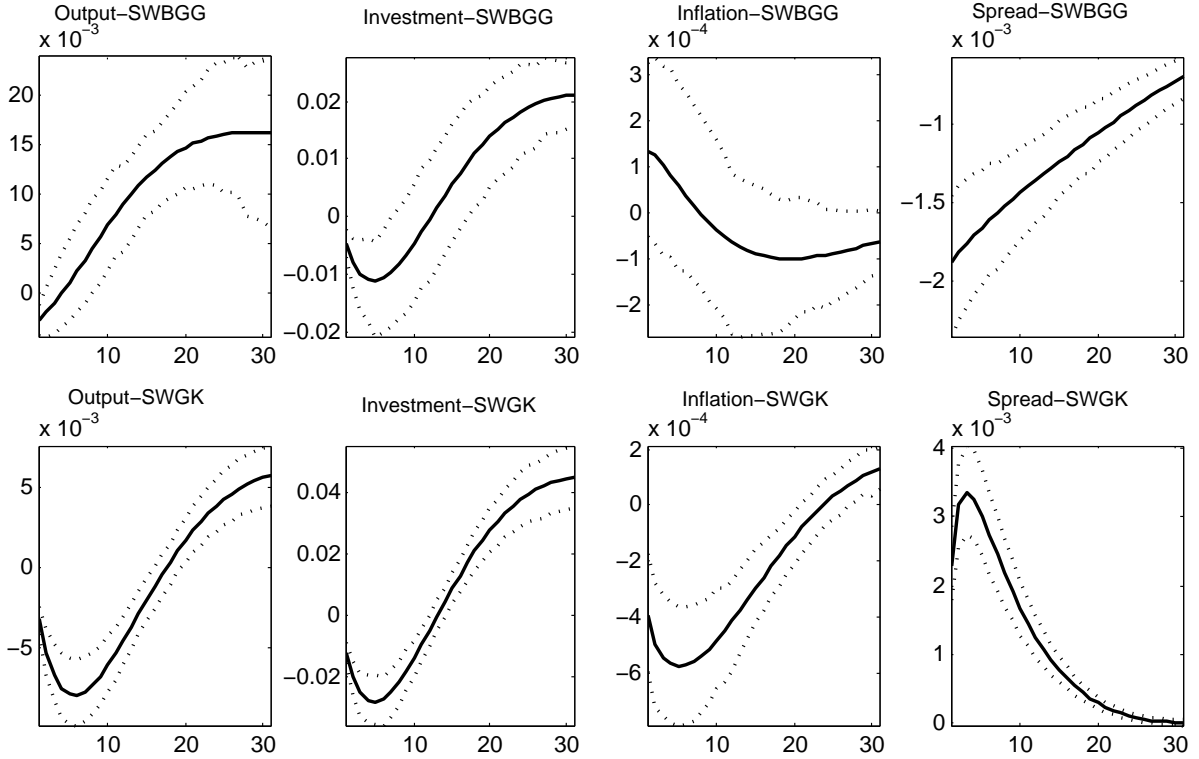 Output−SWBGG
x 10−3
20
15
10
5
0
10 20 30
Investment−SWBGG
0.02
0.01
0
−0.01
−0.02
10 20 30
Inflation−SWBGG
x 10−4
3
2
1
0
−1
−2
10 20 30
Spread−SWBGG
x 10−3
−1
−1.5
−2
10 20 30
Output−SWGK
x 10−3
5
0
−5
10 20 30
Investment−SWGK
0.04
0.02
0
−0.02
10 20 30
Inflation−SWGK
x 10−4
2
0
−2
−4
−6
10 20 30
Spread−SWGK
x 10−3
4
3
2
1
0
10 20 30